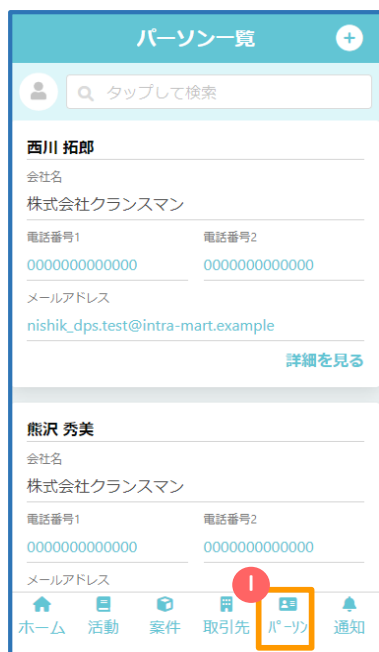 パーソン一覧
タップして検索
西川 拓郎
会社名
株式会社クランスマン
電話番号1 電話番号2
0000000000000 0000000000000
メールアドレス
nishik_dps.test@intra-mart.example
詳細を見る
熊沢 秀美
会社名
株式会社クランスマン
電話番号1 電話番号2
0000000000000 0000000000000
メールアドレス
1
ホーム 活動 案件 取引先 パーソン 通知